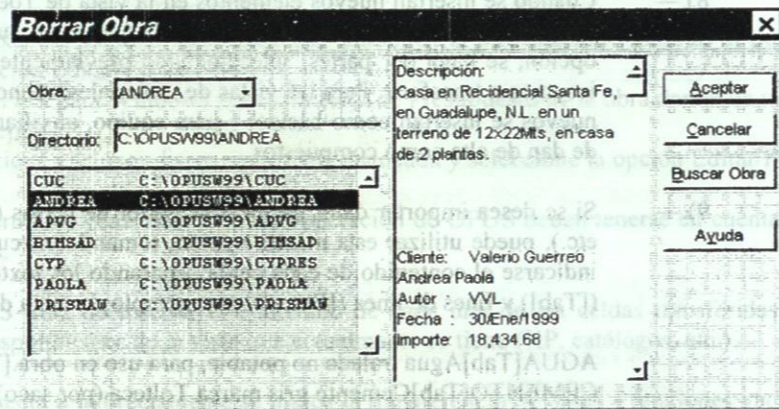 Borrar Obra
Obra: ANDREA
Directorio: C:\OPUSW99\ANDREA
CUC C:\OPUSW99\CUC
ANDREA C:\OPUSW99\ANDREA
APVG C:\OPUSW99\APVG
BIMSAD C:\OPUSW99\BIMSAD
CYP C:\OPUSW99\CYPRES
PAOLA C:\OPUSW99\PAOLA
PRISMAW C:\OPUSW99\PRISMAW
Descripción:
Casa en Recidencial Santa Fe,
en Guadalupe, N.L. en un
terreno de 12x22Mts, en casa
de 2 plantas.
Cliente: Valerio Guerreo
Andrea Paola
Autor : VVL
Fecha : 30/Ene/1999
Importe: 18,434.68
Aceptar
Cancelar
Buscar Obra
Ayuda